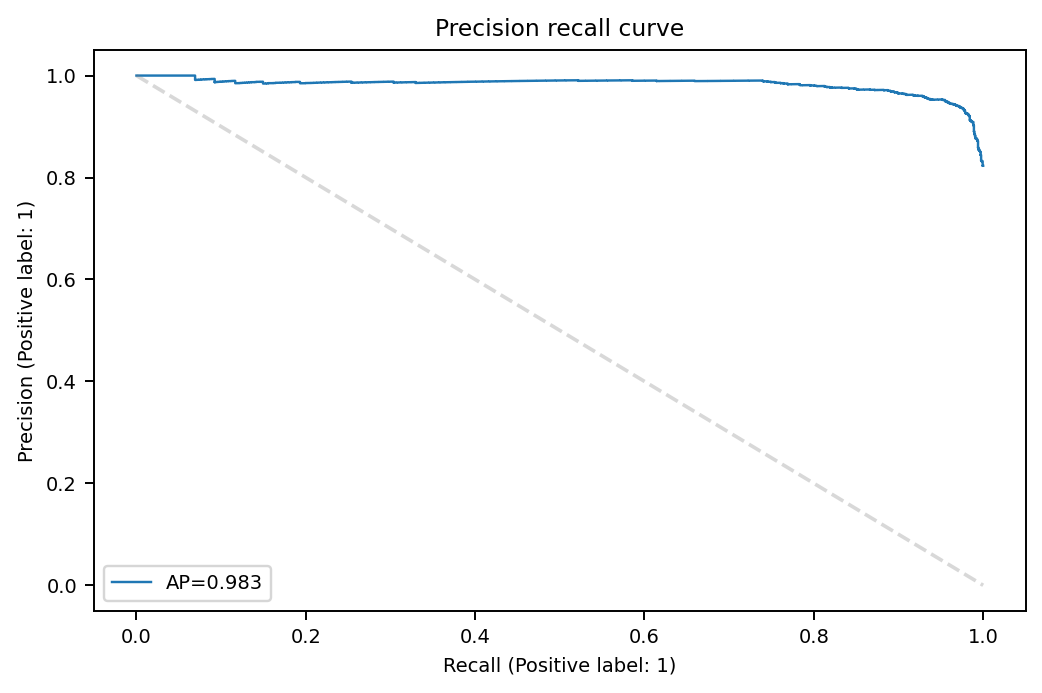 Precision recall curve
Precision (Positive label: 1)
1.0
0.8
0.6
0.4
0.2
0.0
AP=0.983
0.0 0.2 0.4 0.6 0.8 1.0
Recall (Positive label: 1)